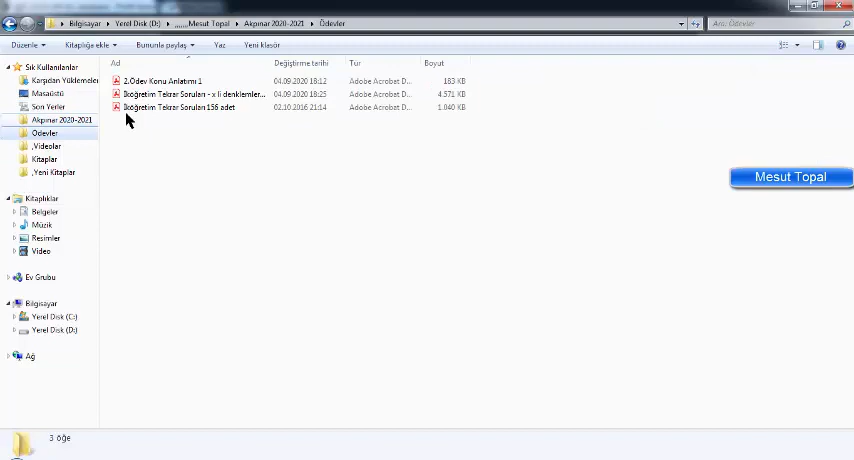 Bilgisayar ▸ Yerel Disk (D:) ▸ ,,,,,,Mesut Topal ▸ Akpınar 2020-2021 ▸ Ödevler
Ara: Ödevler
Düzenle Kitaplığa ekle Bununla paylaş Yaz Yeni klasör
Ad Değiştirme tarihi Tür Boyut
2.Ödev Konu Anlatımı 1 04.09.2020 18:12 Adobe Acrobat D... 183 KB
İlköğretim Tekrar Soruları - x li denklemler... 04.09.2020 18:25 Adobe Acrobat D... 4.571 KB
İlköğretim Tekrar Soruları 156 adet 02.10.2016 21:14 Adobe Acrobat D... 1.040 KB
Sık Kullanılanlar
Karşıdan Yüklemeler
Masaüstü
Son Yerler
Akpınar 2020-2021
Ödevler
,Videolar
Kitaplar
,Yeni Kitaplar
Kitaplıklar
Belgeler
Müzik
Resimler
Video
Ev Grubu
Bilgisayar
Yerel Disk (C:)
Yerel Disk (D:)
Ağ
Mesut Topal
3 öğe